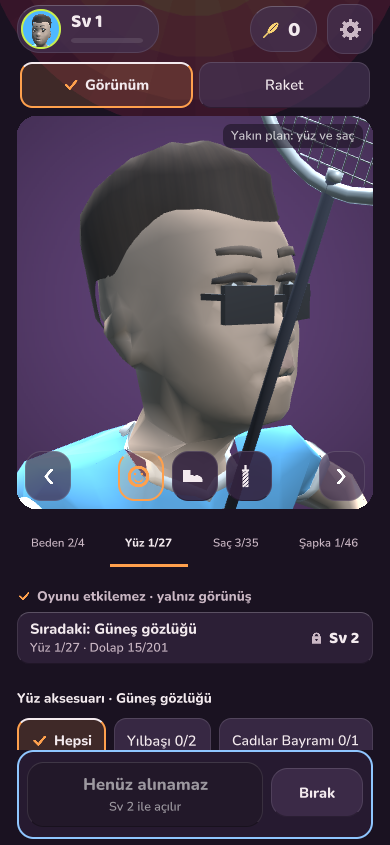 Sv 1
0
Görünüm
Raket
Yakın plan: yüz ve saç
Beden 2/4
Yüz 1/27
Saç 3/35
Şapka 1/46
Oyunu etkilemez · yalnız görünüş
Sıradaki: Güneş gözlüğü
Sv 2
Yüz 1/27 · Dolap 15/201
Yüz aksesuarı · Güneş gözlüğü
Hepsi
Yılbaşı 0/2
Cadılar Bayramı 0/1
Henüz alınamaz
Sv 2 ile açılır
Bırak